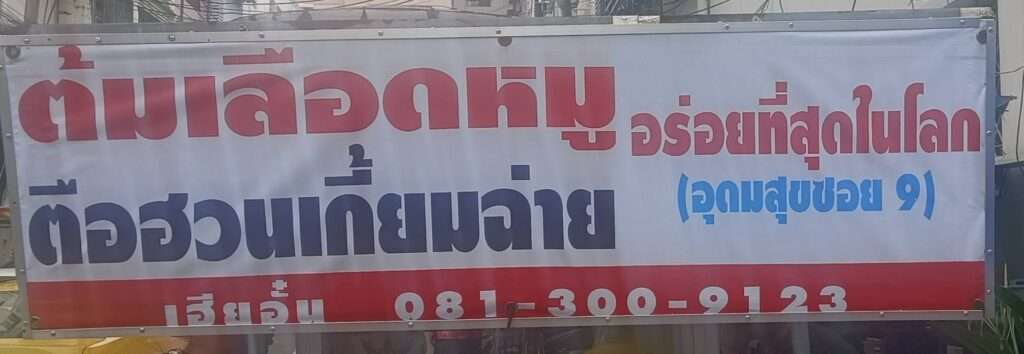 ต้มเลือดหมู
ตือฮวนเกี้ยมฉ่าย
อร่อยที่สุดในโลก
(อุดมสุขซอย 9)
เฮียอั๋น 081-300-9123